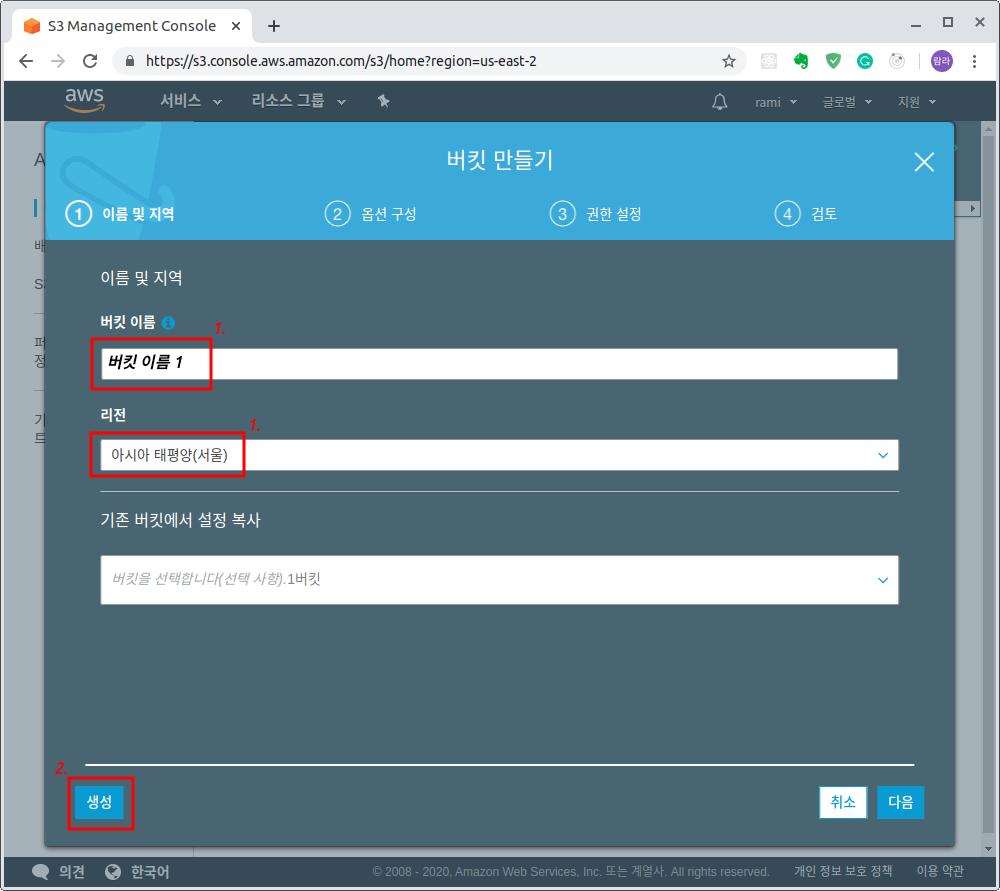 S3 Management Console
https://s3.console.aws.amazon.com/s3/home?region=us-east-2
람라
aws 서비스 리소스 그룹 rami 글로벌 지원
버킷 만들기
1 이름 및 지역 2 옵션 구성 3 권한 설정 4 검토
이름 및 지역
버킷 이름 1.
버킷 이름 1
리전 1.
아시아 태평양(서울)
기존 버킷에서 설정 복사
버킷을 선택합니다(선택 사항).1버킷
2.
생성 취소 다음
의견 한국어 © 2008 - 2020, Amazon Web Services, Inc. 또는 계열사. All rights reserved. 개인 정보 보호 정책 이용 약관